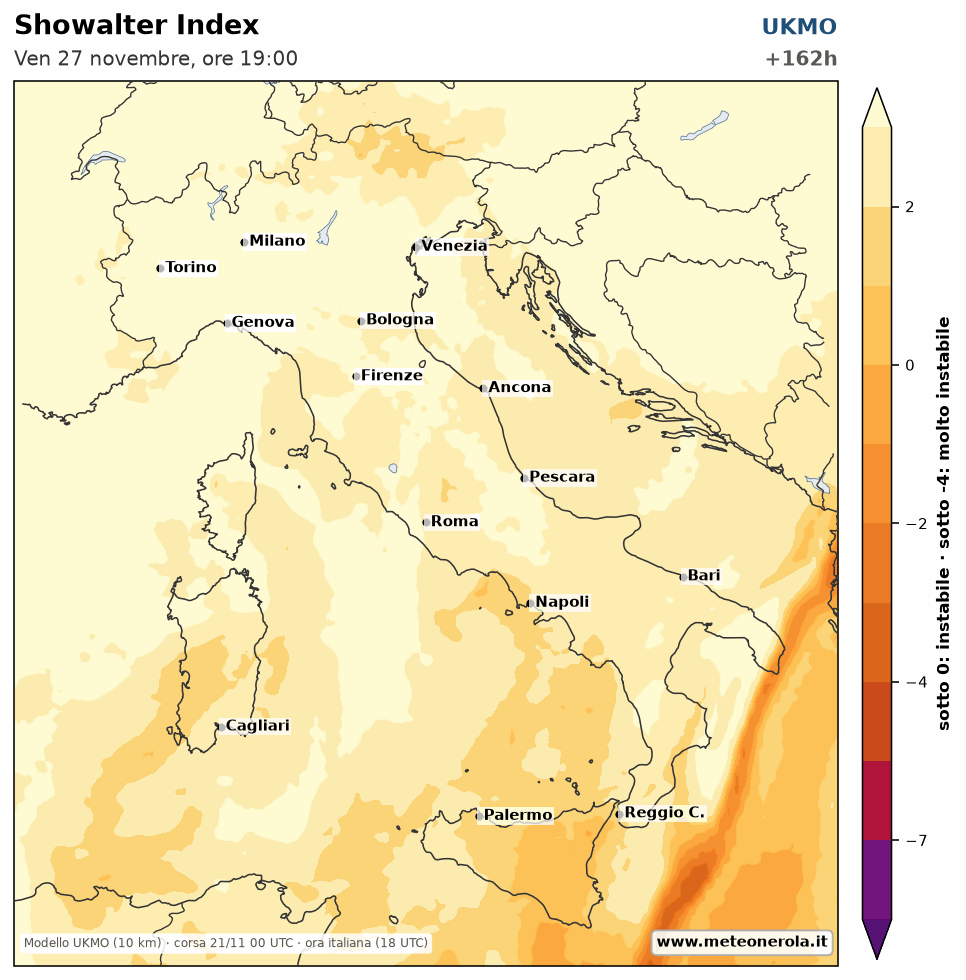 Showalter Index
UKMO
Ven 27 novembre, ore 19:00
+162h
Milano
Venezia
Torino
Genova
Bologna
Firenze
Ancona
Pescara
Roma
Bari
Napoli
Cagliari
Palermo
Reggio C.
2
0
−2
−4
−7
sotto 0: instabile · sotto -4: molto instabile
Modello UKMO (10 km) · corsa 21/11 00 UTC · ora italiana (18 UTC)
www.meteonerola.it